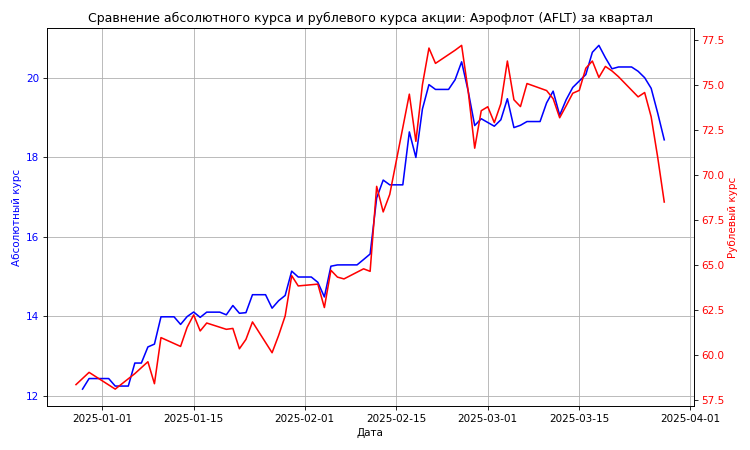 Сравнение абсолютного курса и рублевого курса акции: Аэрофлот (AFLT) за квартал
Абсолютный курс
20
18
16
14
12
77.5
75.0
72.5
70.0
67.5
65.0
62.5
60.0
57.5
Рублевый курс
2025-01-01 2025-01-15 2025-02-01 2025-02-15 2025-03-01 2025-03-15 2025-04-01
Дата